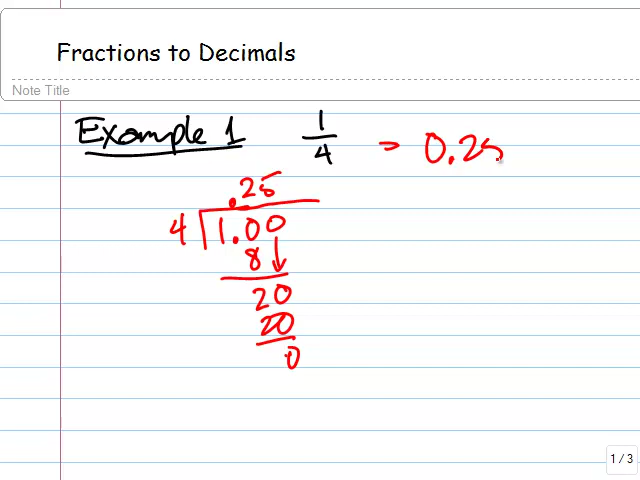 Fractions to Decimals
Note Title
Example 1 1/4 = 0.25
.25
4 1.00
8
20
20
0
1 / 3